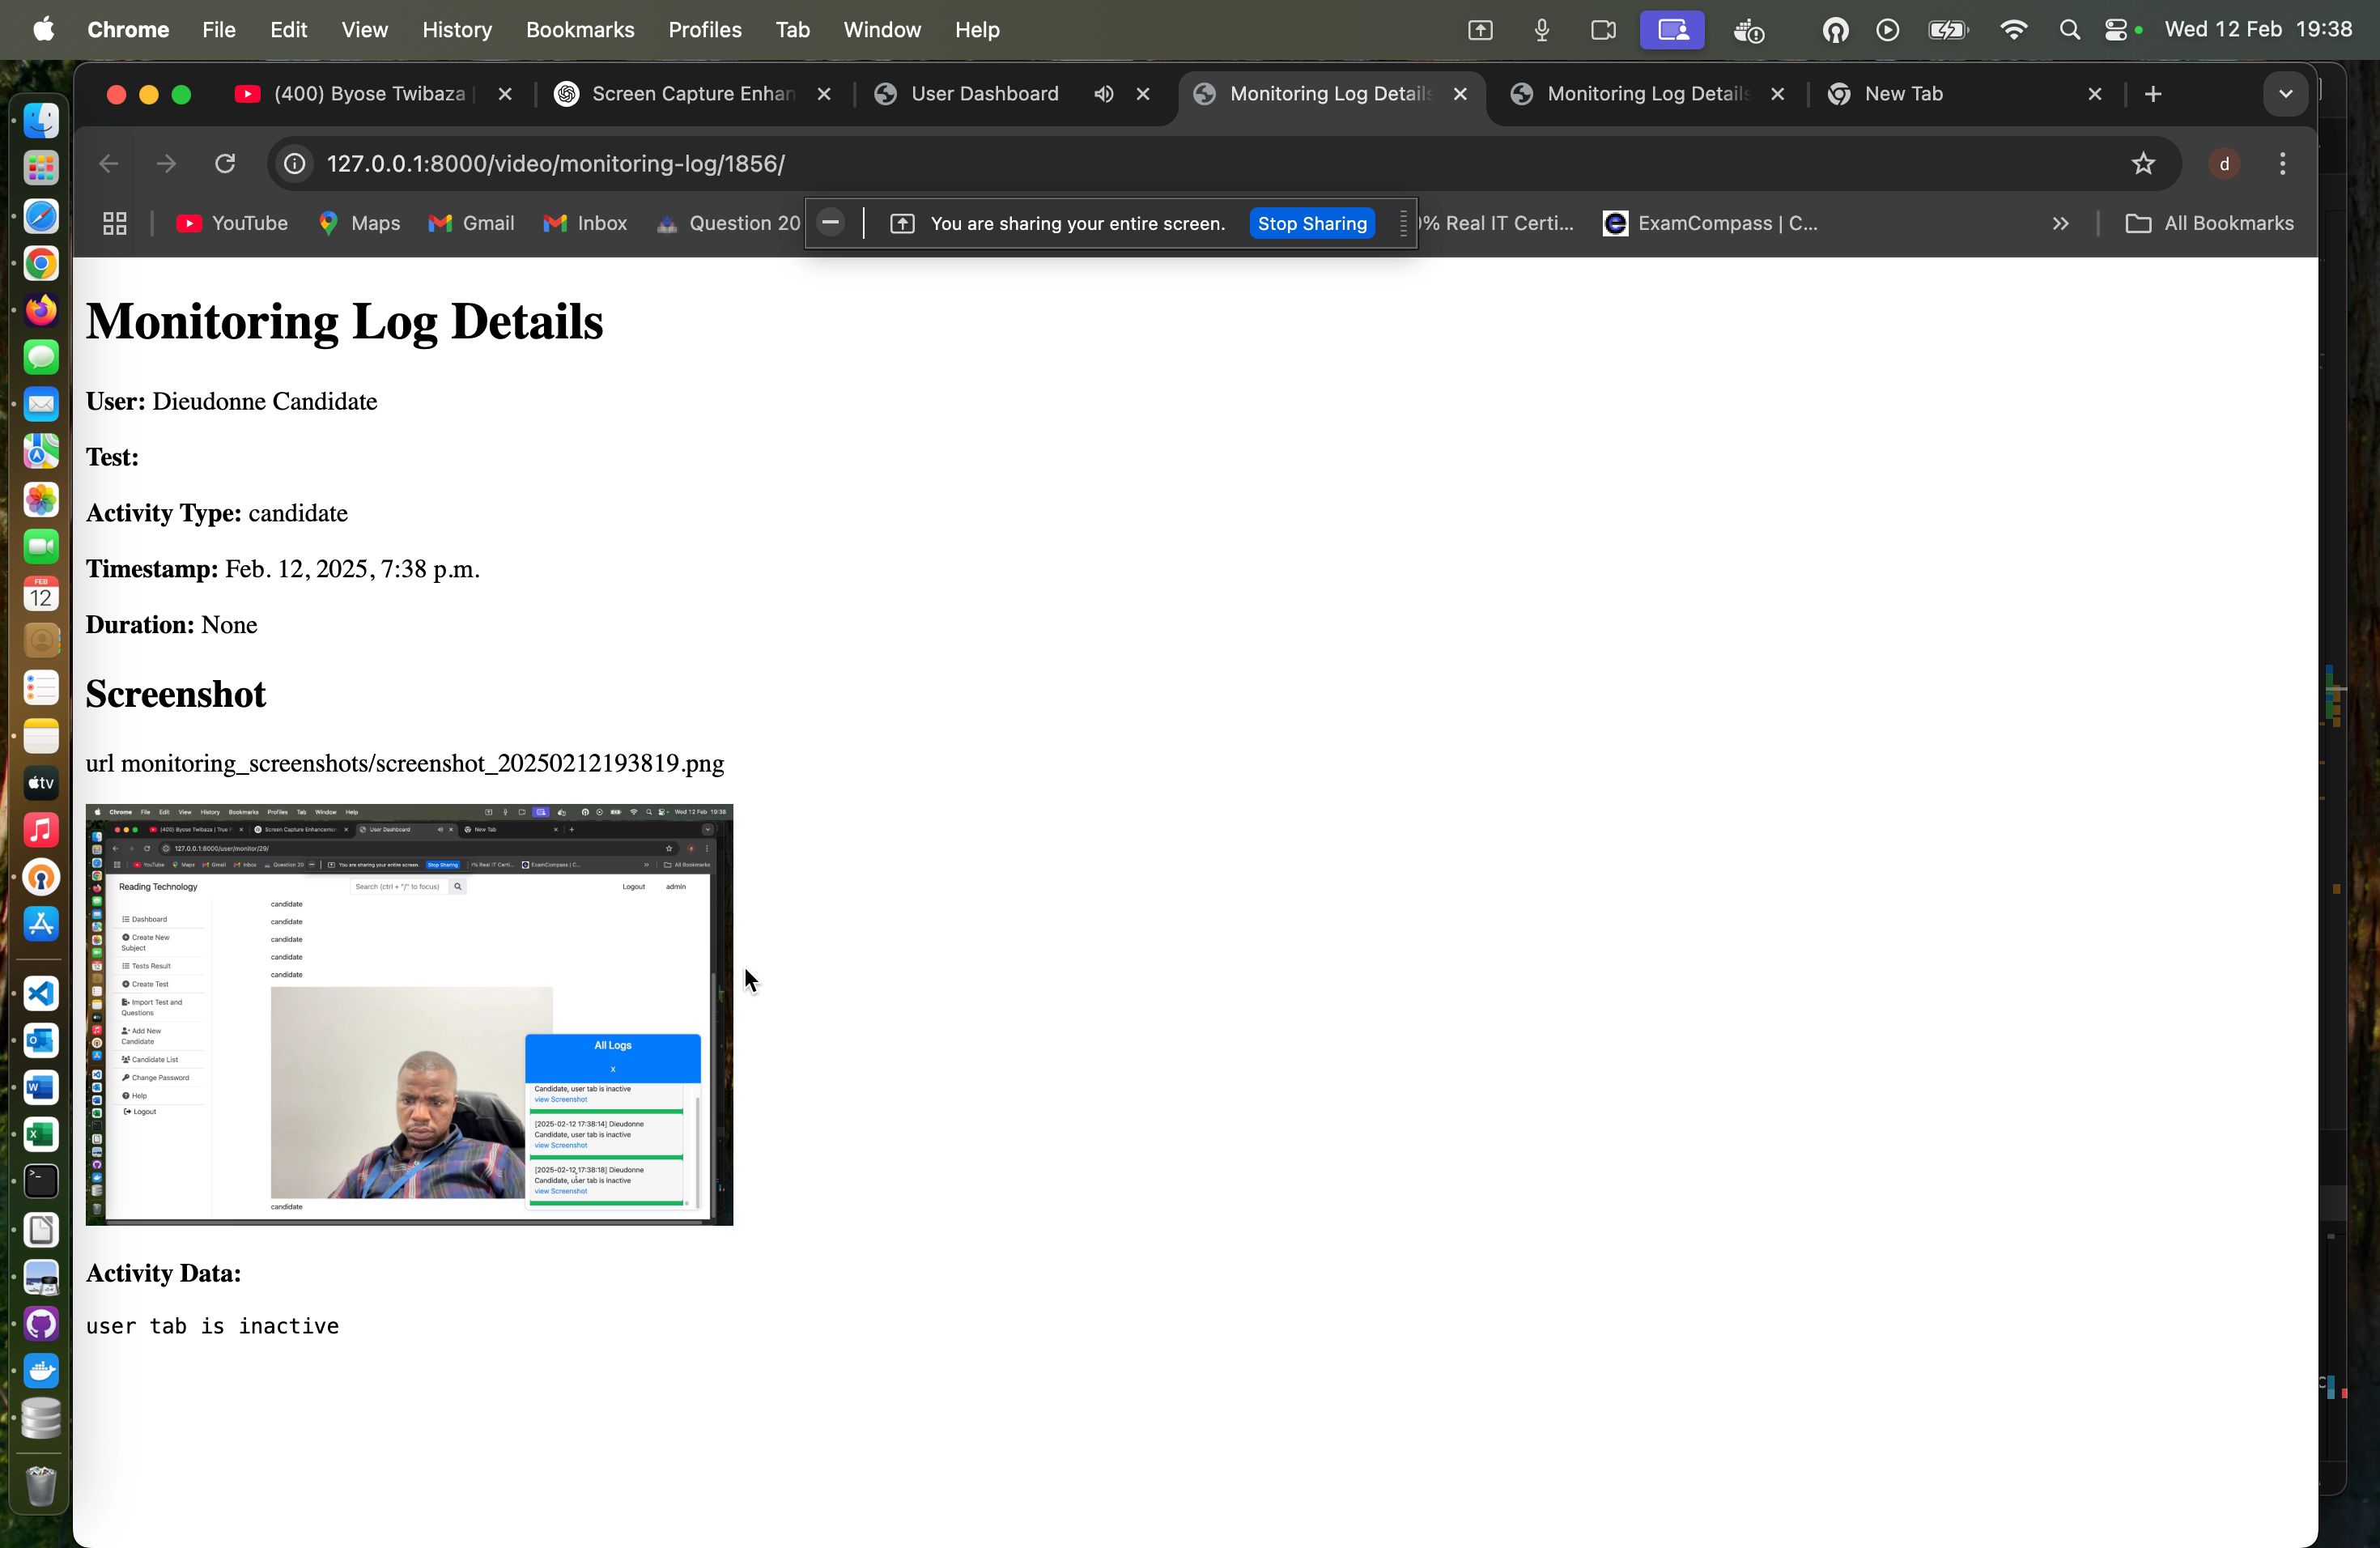 Chrome File Edit View History Bookmarks Profiles Tab Window Help Wed 12 Feb 19:38
(400) Byose Twibaza Screen Capture Enhan User Dashboard Monitoring Log Details Monitoring Log Details New Tab
127.0.0.1:8000/video/monitoring-log/1856/ d
YouTube Maps Gmail Inbox Question 20 You are sharing your entire screen. Stop Sharing % Real IT Certi... ExamCompass | C... All Bookmarks
Monitoring Log Details
User: Dieudonne Candidate
Test:
Activity Type: candidate
Timestamp: Feb. 12, 2025, 7:38 p.m.
Duration: None
Screenshot
url monitoring_screenshots/screenshot_20250212193819.png
Chrome File Edit View History Bookmarks Profiles Tab Window Help Wed 12 Feb 19:38
(400) Byose Twibaza | True Screen Capture Enhancemen User Dashboard New Tab
127.0.0.1:8000/user/monitor/29/
YouTube Maps Gmail Inbox Question 20 You are sharing your entire screen. Stop Sharing % Real IT Certi... ExamCompass | C... All Bookmarks
Reading Technology Search (ctrl + "/" to focus) Logout admin
candidate
candidate
candidate
candidate
candidate
Dashboard
Create New
Subject
Tests Result
Create Test
Import Test and
Questions
Add New
Candidate
Candidate List
Change Password
Help
Logout
All Logs
x
Candidate, user tab is inactive
view Screenshot
[2025-02-12 17:38:14] Dieudonne
Candidate, user tab is inactive
view Screenshot
[2025-02-12 17:38:18] Dieudonne
Candidate, user tab is inactive
view Screenshot
candidate
Activity Data:
user tab is inactive
FEB
12
tv